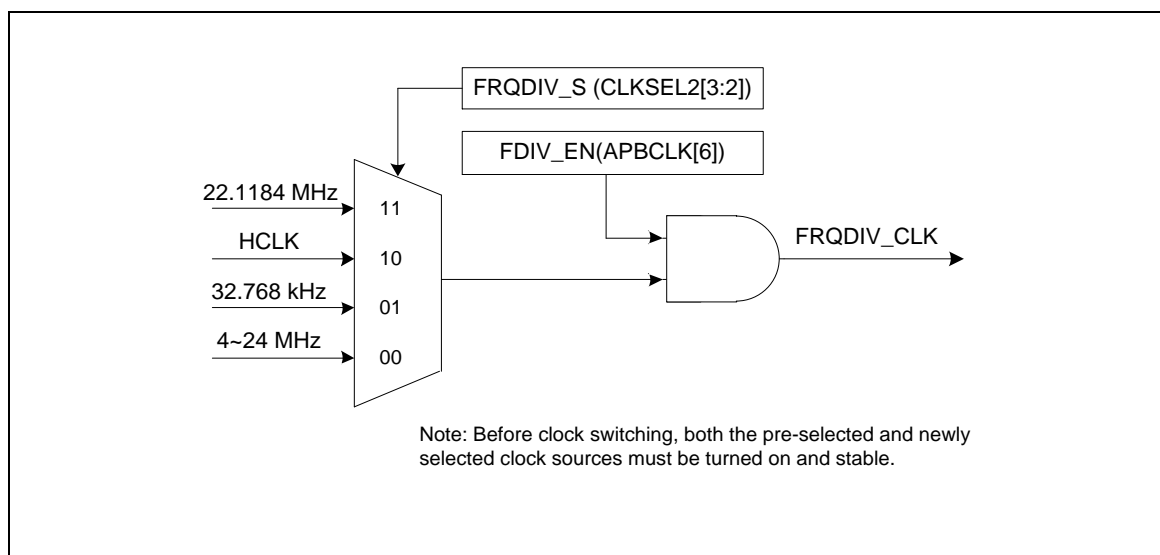 FRQDIV_S (CLKSEL2[3:2])
FDIV_EN(APBCLK[6])
22.1184 MHz
11
HCLK
10
32.768 kHz
01
4~24 MHz
00
FRQDIV_CLK
Note: Before clock switching, both the pre-selected and newly
selected clock sources must be turned on and stable.